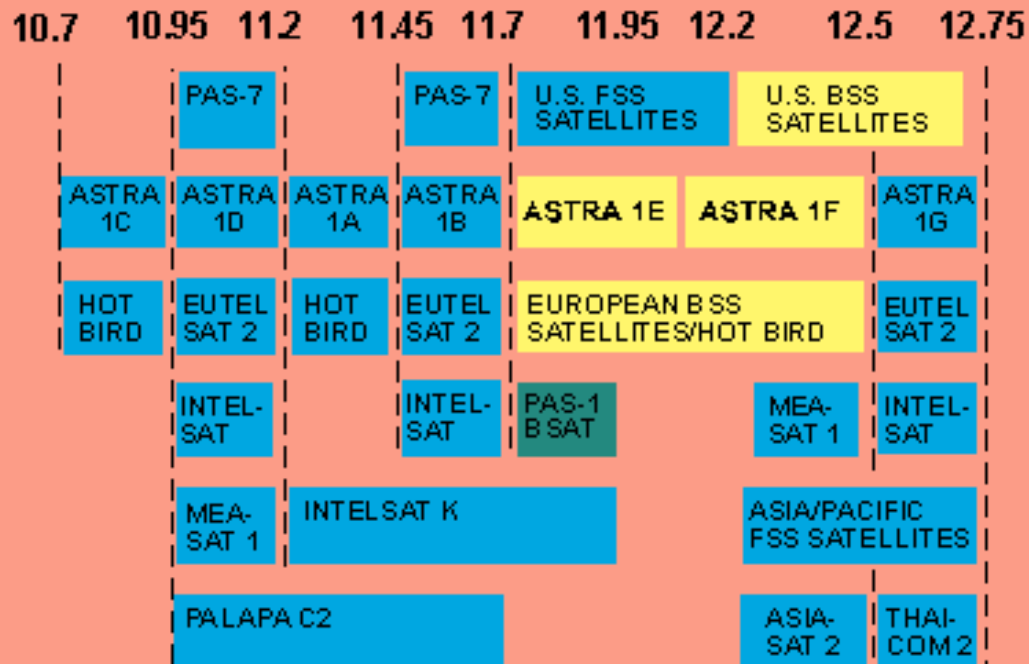 10.7 10.95 11.2 11.45 11.7 11.95 12.2 12.5 12.75
PAS-7
PAS-7
U.S. FSS
SATELLITES
U.S. BSS
SATELLITES
ASTRA
1C
ASTRA
1D
ASTRA
1A
ASTRA
1B
ASTRA 1E
ASTRA 1F
ASTRA
1G
HOT
BIRD
EUTEL
SAT 2
HOT
BIRD
EUTEL
SAT 2
EUROPEAN BSS
SATELLITES/HOT BIRD
EUTEL
SAT 2
INTEL-
SAT
INTEL-
SAT
PAS-1
BSAT
MEA-
SAT 1
INTEL-
SAT
MEA-
SAT 1
INTELSAT K
ASIA/PACIFIC
FSS SATELLITES
PALAPA C2
ASIA-
SAT 2
THAI-
COM 2